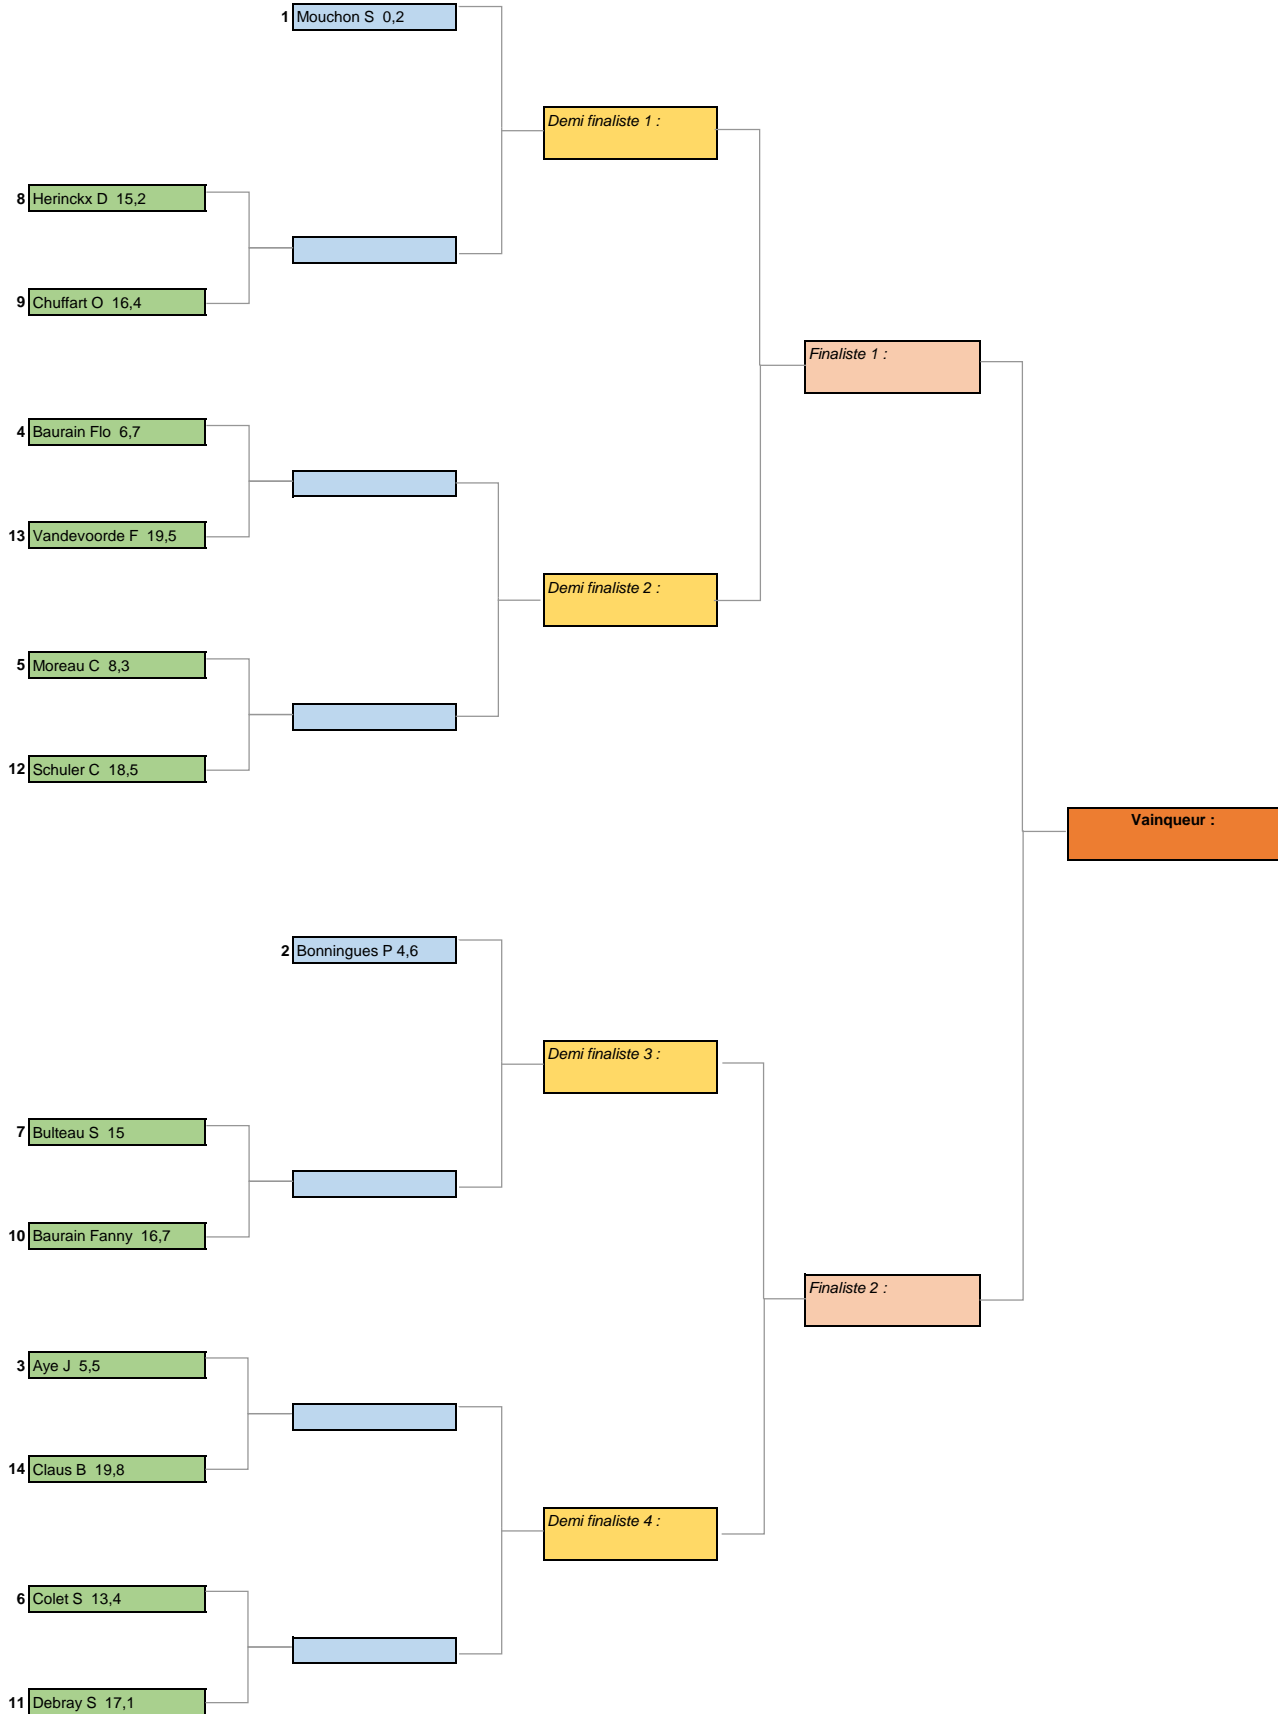 1 Mouchon S 0,2
Demi finaliste 1 :
8 Herinckx D 15,2
9 Chuffart O 16,4
Finaliste 1 :
4 Baurain Flo 6,7
13 Vandevoorde F 19,5
Demi finaliste 2 :
5 Moreau C 8,3
12 Schuler C 18,5
Vainqueur :
2 Bonningues P 4,6
Demi finaliste 3 :
7 Bulteau S 15
10 Baurain Fanny 16,7
Finaliste 2 :
3 Aye J 5,5
14 Claus B 19,8
Demi finaliste 4 :
6 Colet S 13,4
11 Debray S 17,1